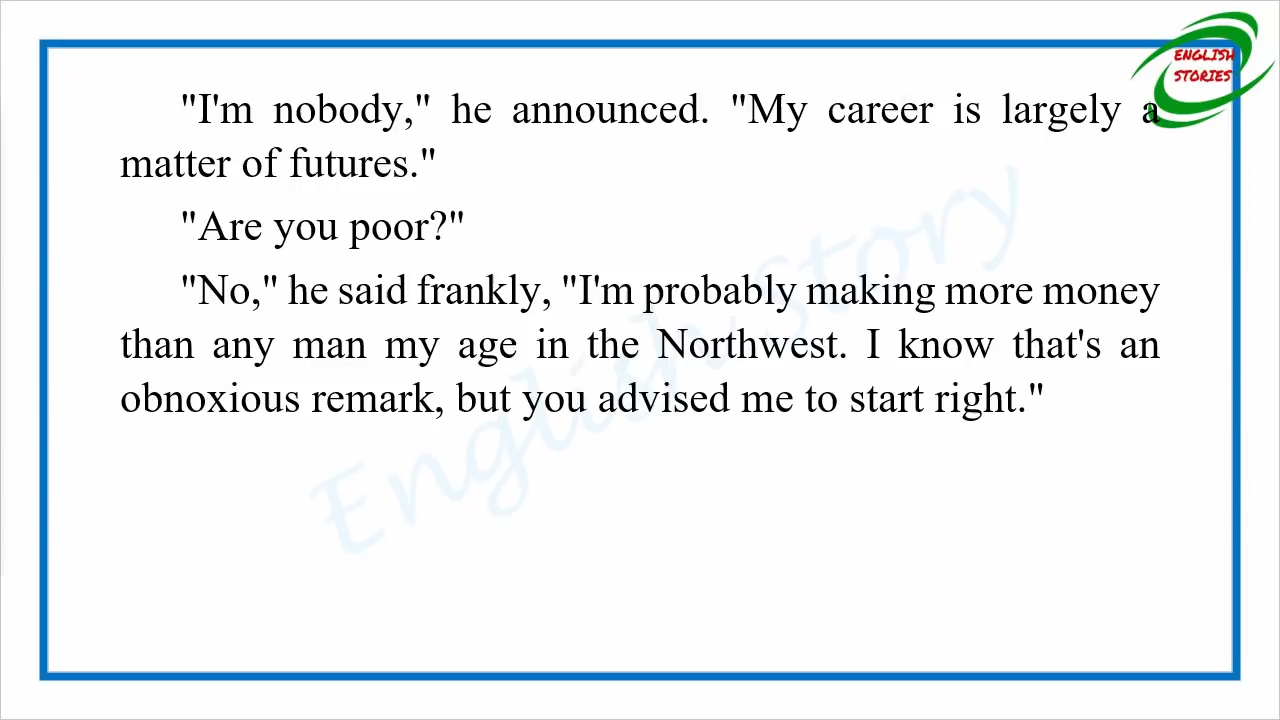 ENGLISH
STORIES
"I'm nobody," he announced. "My career is largely a
matter of futures."
"Are you poor?"
"No," he said frankly, "I'm probably making more money
than any man my age in the Northwest. I know that's an
obnoxious remark, but you advised me to start right."
English story